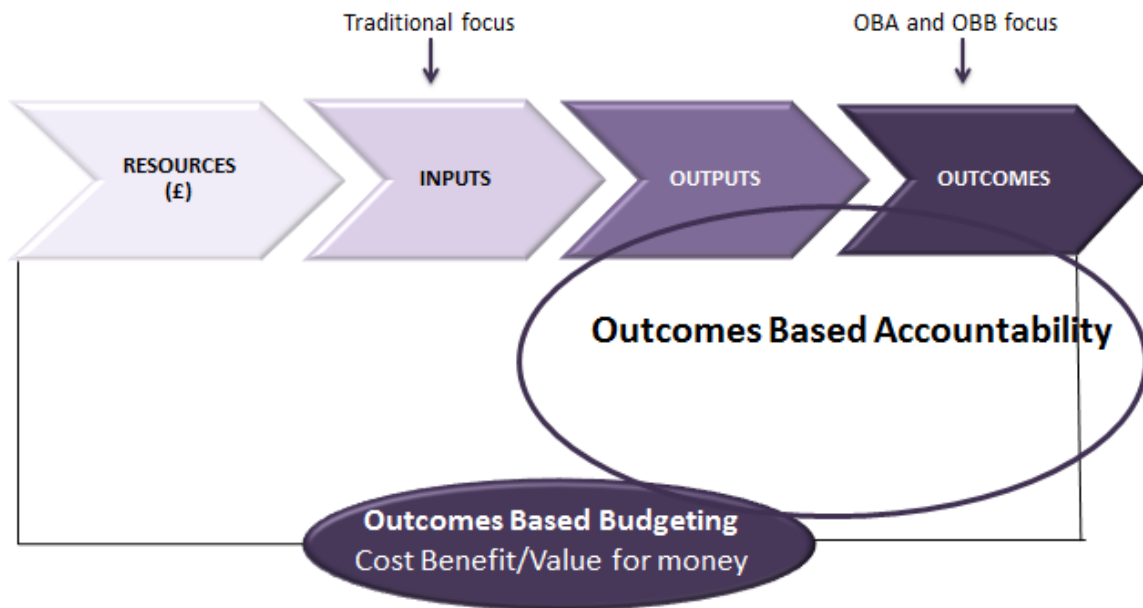 Traditional focus
OBA and OBB focus
RESOURCES
(£)
INPUTS
OUTPUTS
OUTCOMES
Outcomes Based Accountability
Outcomes Based Budgeting
Cost Benefit/Value for money